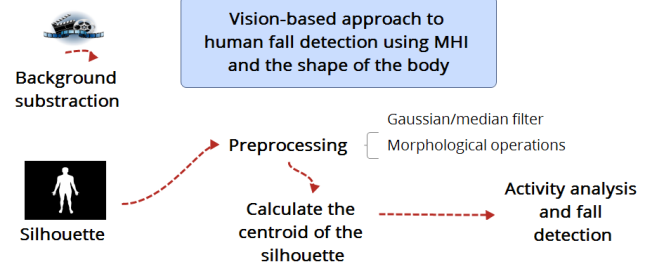 Vision-based approach to
human fall detection using MHI
and the shape of the body
Background
substraction
Gaussian/median filter
Preprocessing
Morphological operations
Silhouette
Calculate the
centroid of the
silhouette
Activity analysis
and fall
detection